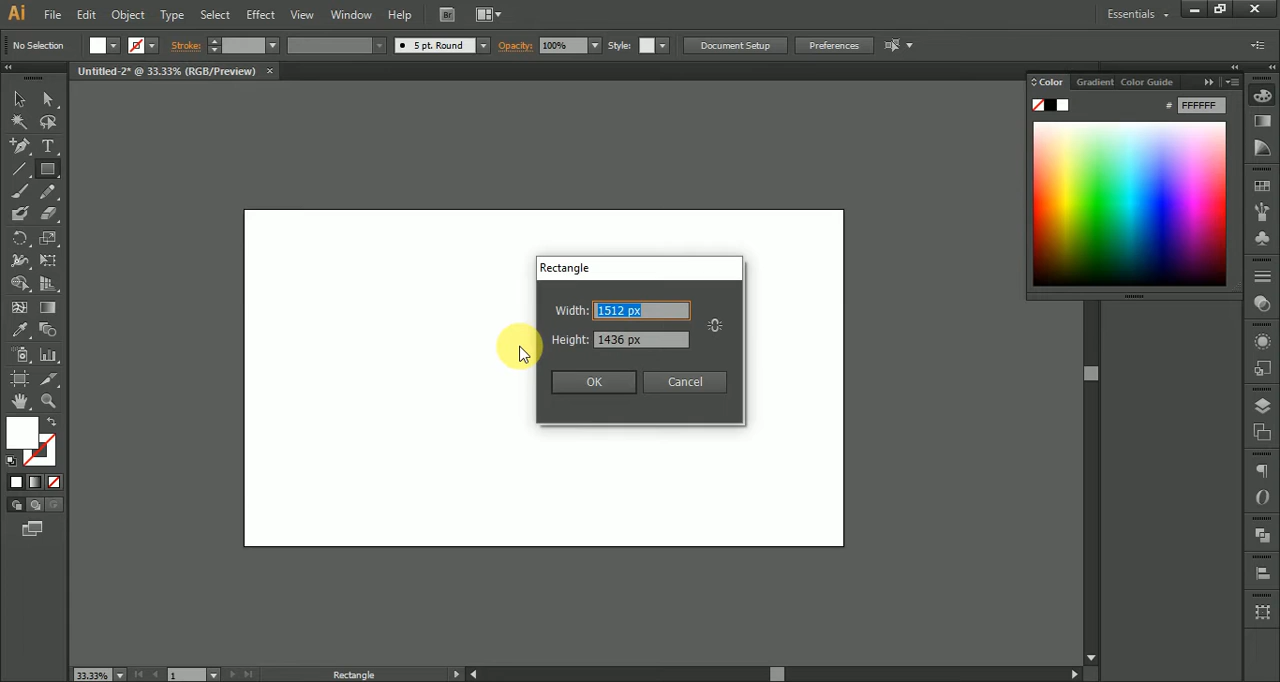 Ai File Edit Object Type Select Effect View Window Help Br Essentials
No Selection Stroke: 5 pt. Round Opacity: 100% Style: Document Setup Preferences
Untitled-2* @ 33.33% (RGB/Preview) ×
Color Gradient Color Guide
# FFFFFF
Rectangle
Width: 1512 px
Height: 1436 px
OK Cancel
33.33% 1 Rectangle